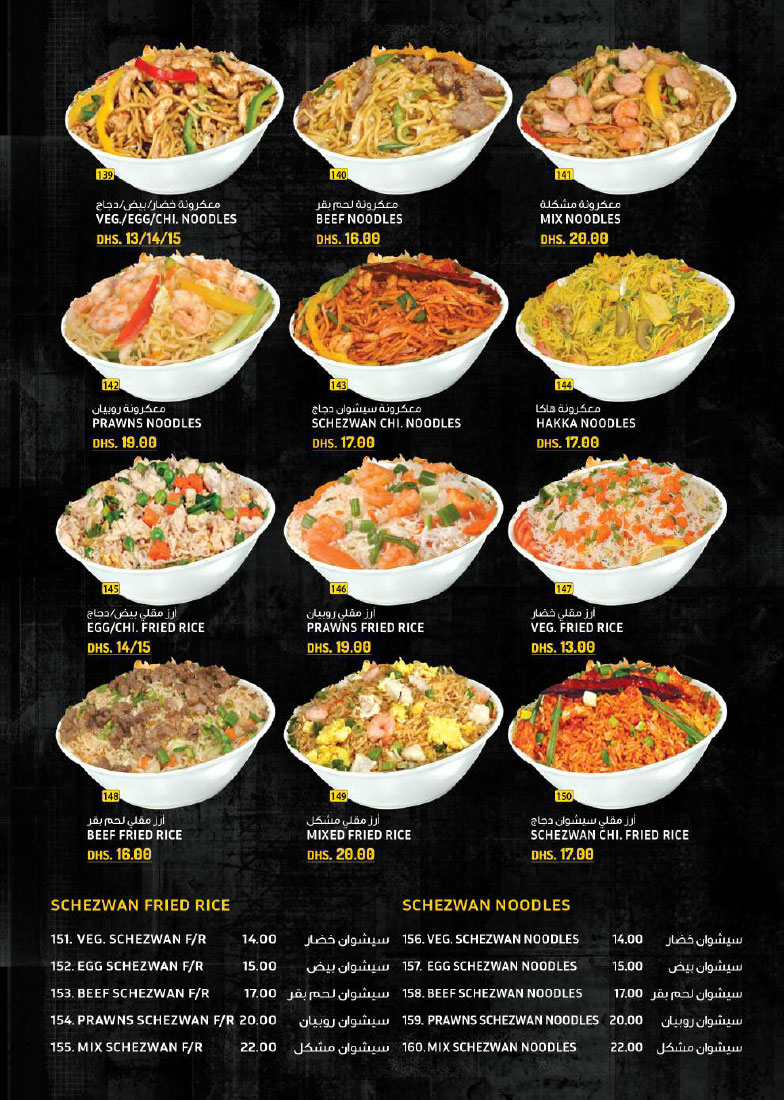 139
معكرونة خضار/بيض/دجاج
VEG./EGG/CHI. NOODLES
DHS. 13/14/15
140
معكرونة لحم بقر
BEEF NOODLES
DHS. 16.00
141
معكرونة مشكلة
MIX NOODLES
DHS. 20.00
142
معكرونة روبيان
PRAWNS NOODLES
DHS. 19.00
143
معكرونة سيشوان دجاج
SCHEZWAN CHI. NOODLES
DHS. 17.00
144
معكرونة هاكا
HAKKA NOODLES
DHS. 17.00
145
أرز مقلي بيض/دجاج
EGG/CHI. FRIED RICE
DHS. 14/15
146
أرز مقلي روبيان
PRAWNS FRIED RICE
DHS. 19.00
147
أرز مقلي خضار
VEG. FRIED RICE
DHS. 13.00
148
أرز مقلي لحم بقر
BEEF FRIED RICE
DHS. 16.00
149
أرز مقلي مشكل
MIXED FRIED RICE
DHS. 20.00
150
أرز مقلي سيشوان دجاج
SCHEZWAN CHI. FRIED RICE
DHS. 17.00
SCHEZWAN FRIED RICE
151. VEG. SCHEZWAN F/R 14.00 سيشوان خضار
152. EGG SCHEZWAN F/R 15.00 سيشوان بيض
153. BEEF SCHEZWAN F/R 17.00 سيشوان لحم بقر
154. PRAWNS SCHEZWAN F/R 20.00 سيشوان روبيان
155. MIX SCHEZWAN F/R 22.00 سيشوان مشكل
SCHEZWAN NOODLES
156. VEG. SCHEZWAN NOODLES 14.00 سيشوان خضار
157. EGG SCHEZWAN NOODLES 15.00 سيشوان بيض
158. BEEF SCHEZWAN NOODLES 17.00 سيشوان لحم بقر
159. PRAWNS SCHEZWAN NOODLES 20.00 سيشوان روبيان
160. MIX SCHEZWAN NOODLES 22.00 سيشوان مشكل